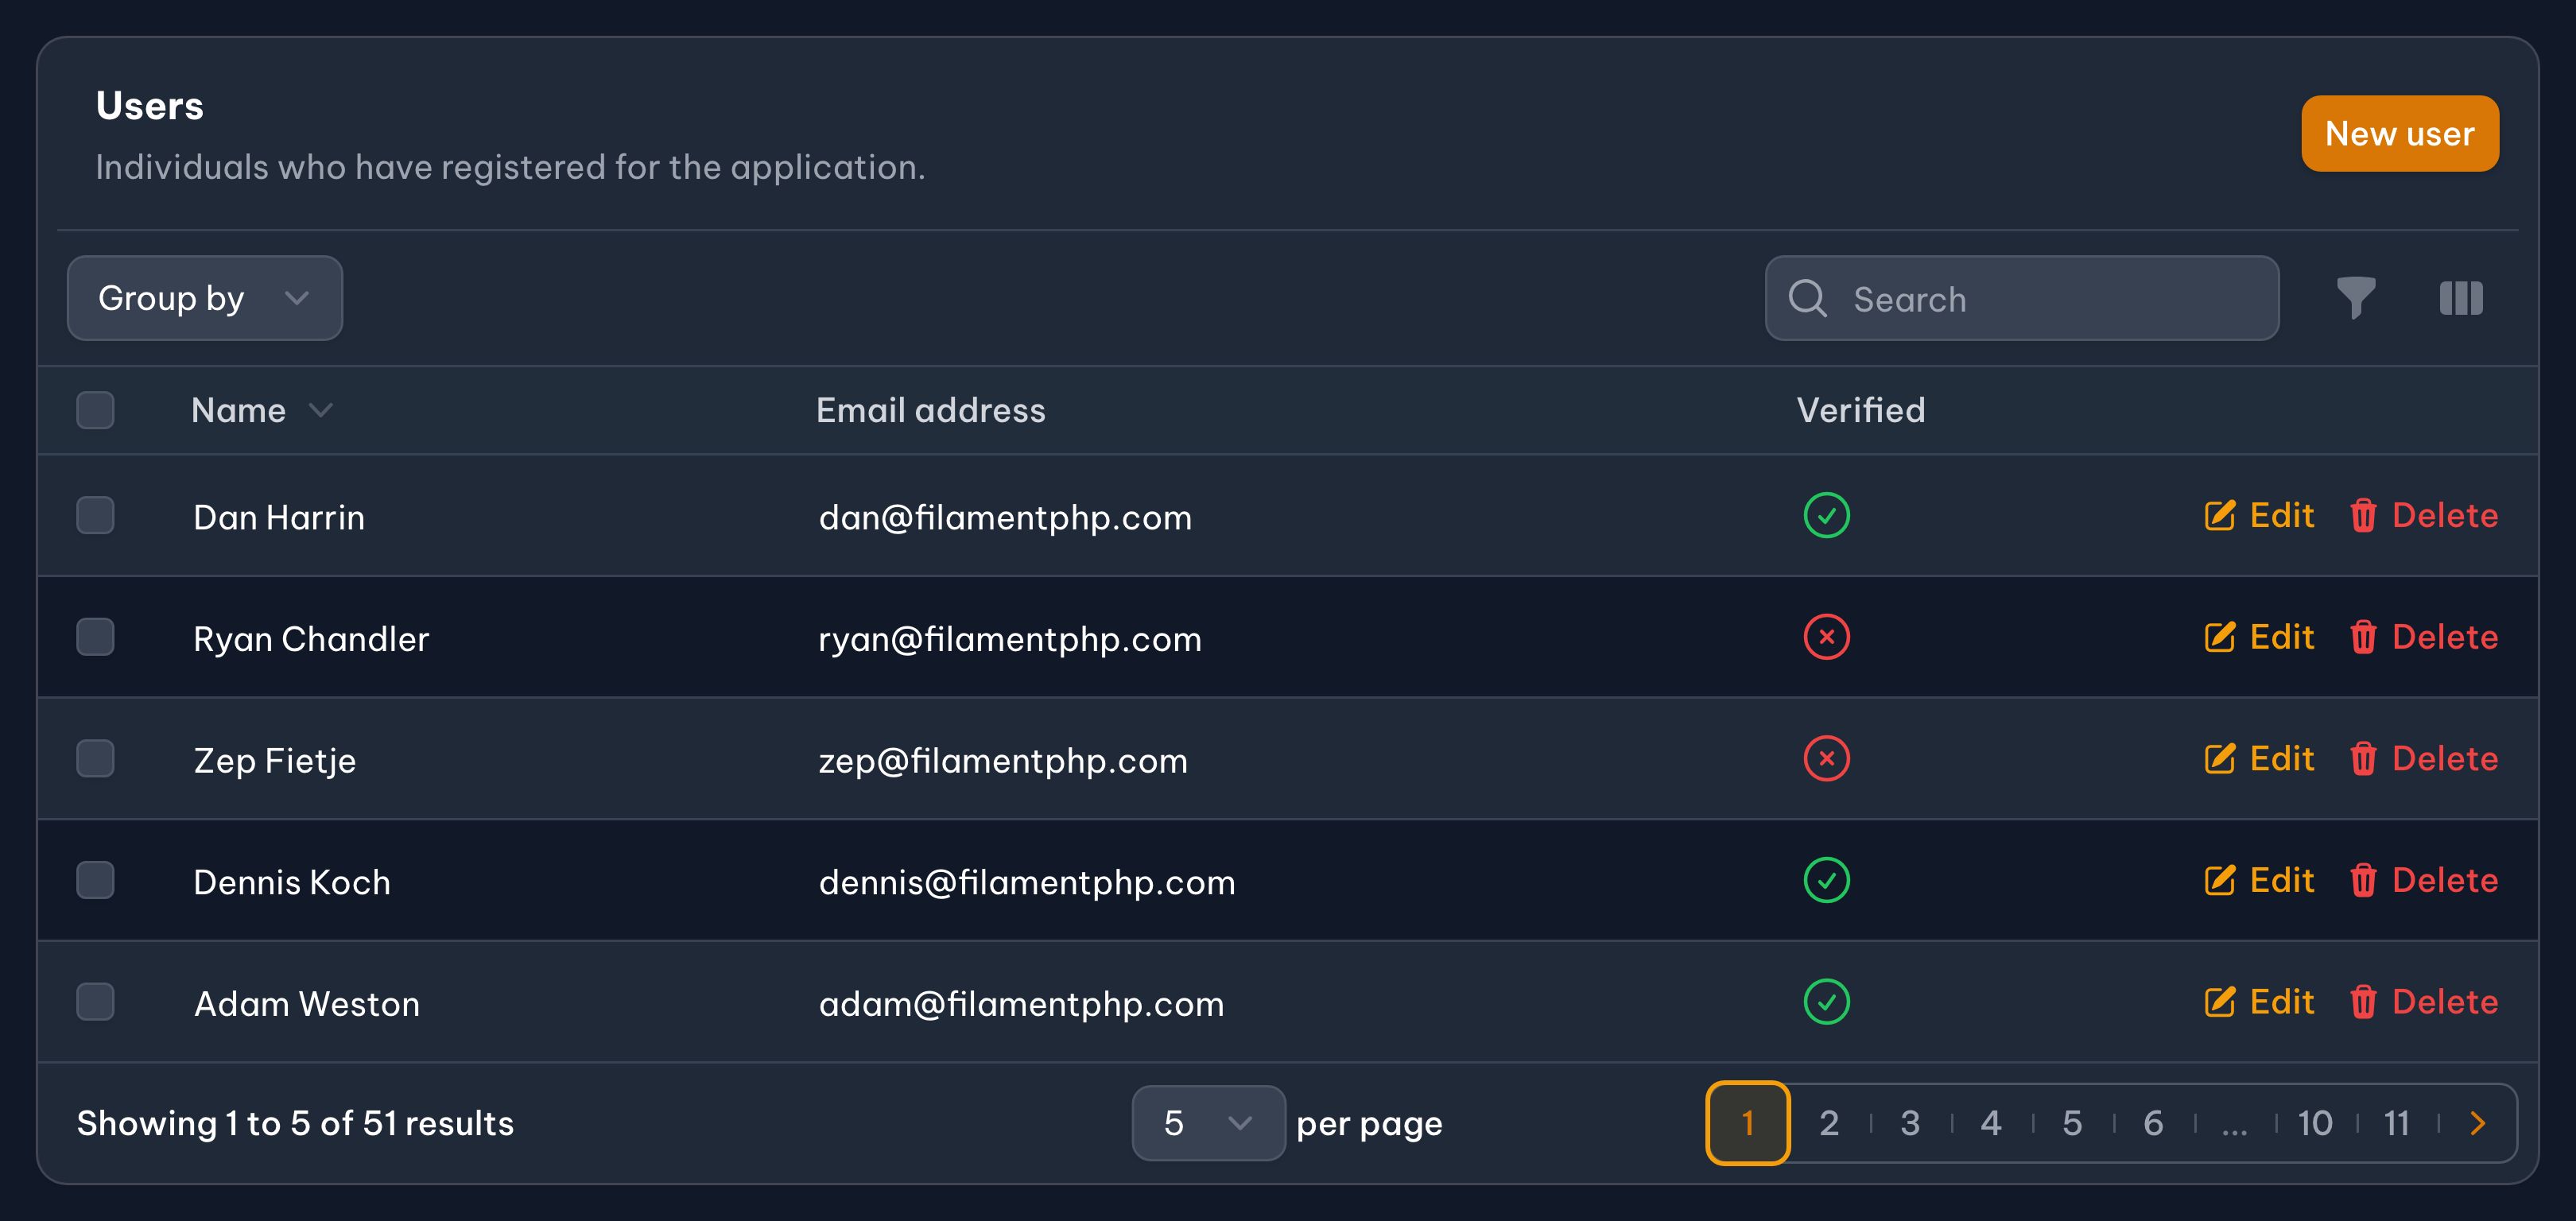 Users
New user
Individuals who have registered for the application.
Group by
Search
Name Email address Verified
Dan Harrin dan@filamentphp.com Edit Delete
Ryan Chandler ryan@filamentphp.com Edit Delete
Zep Fietje zep@filamentphp.com Edit Delete
Dennis Koch dennis@filamentphp.com Edit Delete
Adam Weston adam@filamentphp.com Edit Delete
Showing 1 to 5 of 51 results 5 per page 1 2 3 4 5 6 ... 10 11